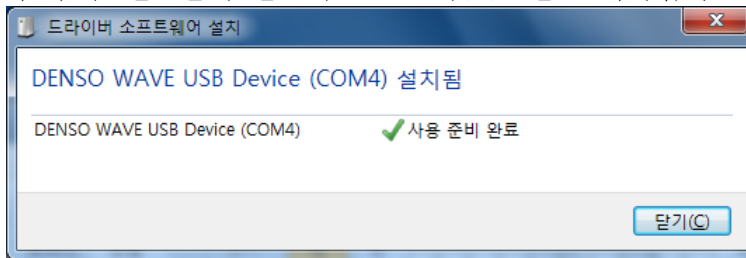 드라이버 소프트웨어 설치
DENSO WAVE USB Device (COM4) 설치됨
DENSO WAVE USB Device (COM4) 사용 준비 완료
닫기(C)